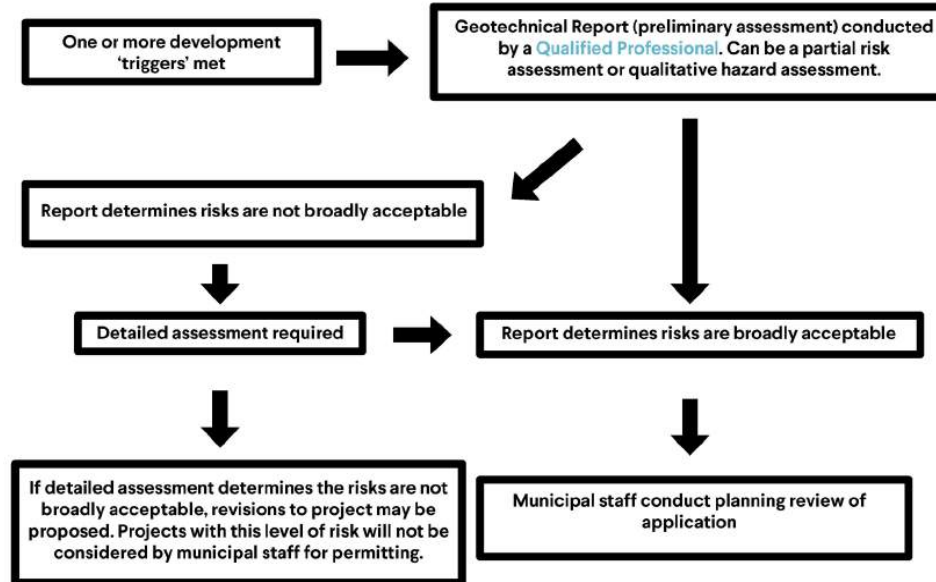 One or more development
‘triggers’ met
Geotechnical Report (preliminary assessment) conducted
by a Qualified Professional. Can be a partial risk
assessment or qualitative hazard assessment.
Report determines risks are not broadly acceptable
Detailed assessment required
Report determines risks are broadly acceptable
If detailed assessment determines the risks are not
broadly acceptable, revisions to project may be
proposed. Projects with this level of risk will not be
considered by municipal staff for permitting.
Municipal staff conduct planning review of
application